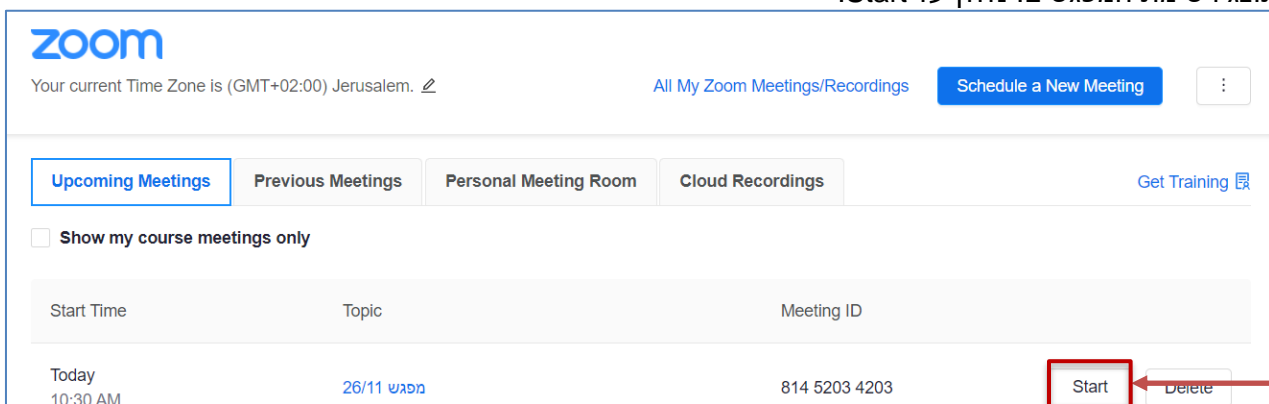 Start
zoom
Your current Time Zone is (GMT+02:00) Jerusalem.
All My Zoom Meetings/Recordings
Schedule a New Meeting
Upcoming Meetings
Previous Meetings
Personal Meeting Room
Cloud Recordings
Get Training
Show my course meetings only
Start Time
Topic
Meeting ID
Today
10:30 AM
מפגש 26/11
814 5203 4203
Start
Delete